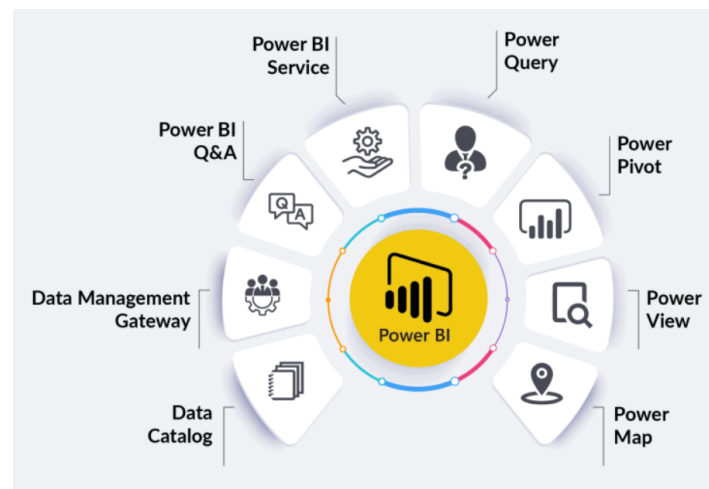 Power BI
Service
Power
Query
Power BI
Q&A
Power
Pivot
Q
A
?
Data Management
Gateway
Power BI
Power
View
Data
Catalog
Power
Map